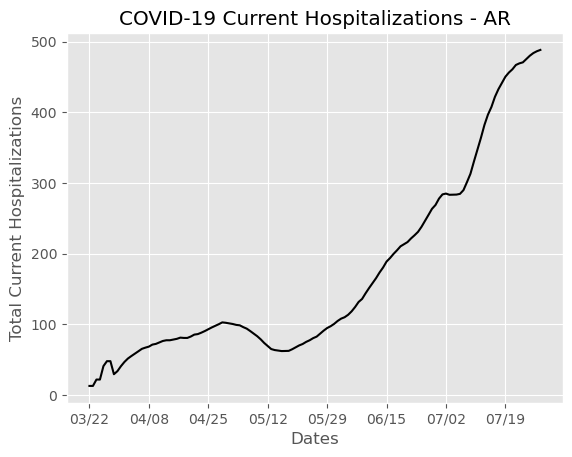 COVID-19 Current Hospitalizations - AR
Total Current Hospitalizations
500
400
300
200
100
0
03/22 04/08 04/25 05/12 05/29 06/15 07/02 07/19
Dates